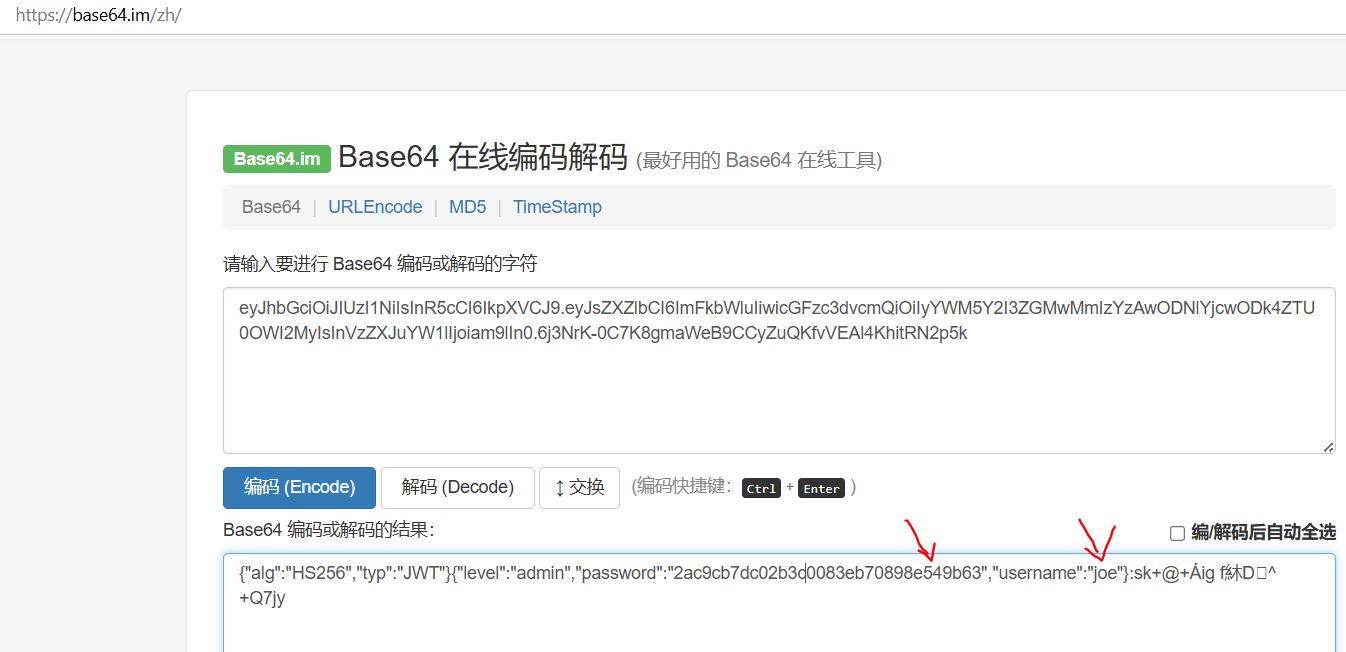 https://base64.im/zh/
Base64.im Base64 在线编码解码 (最好用的 Base64 在线工具)
Base64 | URLEncode | MD5 | TimeStamp
请输入要进行 Base64 编码或解码的字符
eyJhbGciOiJIUzI1NiIsInR5cCI6IkpXVCJ9.eyJsZXZlbCI6ImFkbWluIiwicGFzc3dvcmQiOiIyYWM5Y2I3ZGMwMmIzYzAwODNlYjcwODk4ZTU
0OWI2MyIsInVzZXJuYW1lIjoiam9lIn0.6j3NrK-0C7K8gmaWeB9CCyZuQKfvVEAl4KhitRN2p5k
编码 (Encode) 解码 (Decode) ↕ 交换 (编码快捷键: Ctrl + Enter )
Base64 编码或解码的结果: 编/解码后自动全选
{"alg":"HS256","typ":"JWT"}{"level":"admin","password":"2ac9cb7dc02b3c0083eb70898e549b63","username":"joe"}:sk+@+Áig f沐D□^
+Q7jy